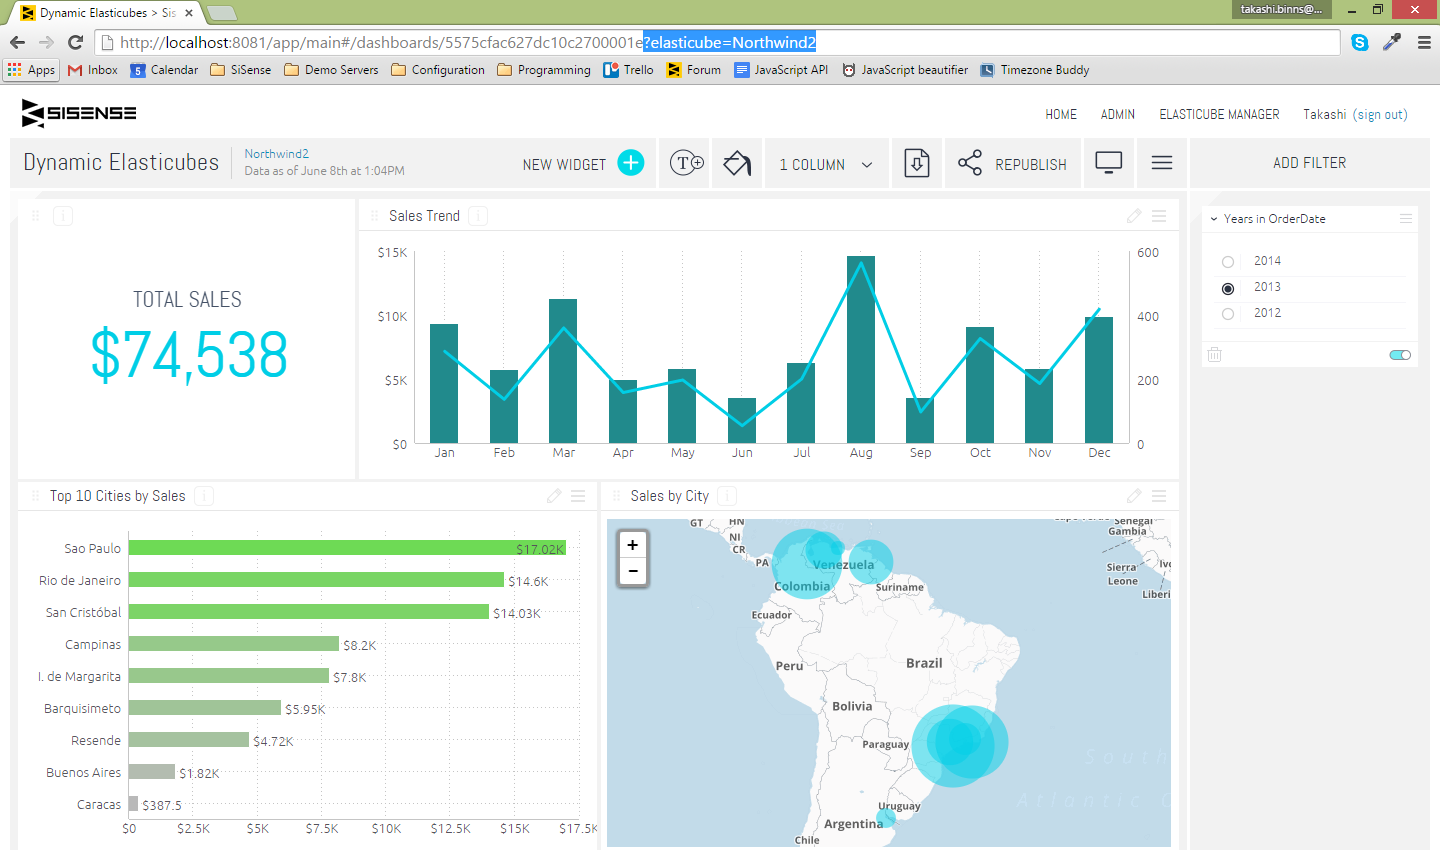 Dynamic Elasticubes > Sis
takashi.binns@...
http://localhost:8081/app/main#/dashboards/5575cfac627dc10c2700001e?elasticube=Northwind2
Apps Inbox Calendar SiSense Demo Servers Configuration Programming Trello Forum JavaScript API JavaScript beautifier Timezone Buddy
SISENSE
HOME ADMIN ELASTICUBE MANAGER Takashi (sign out)
Dynamic Elasticubes
Northwind2
Data as of June 8th at 1:04PM
NEW WIDGET 1 COLUMN REPUBLISH ADD FILTER
TOTAL SALES
$74,538
Sales Trend
$15K
$10K
$5K
$0
600
400
200
0
Jan Feb Mar Apr May Jun Jul Aug Sep Oct Nov Dec
Years in OrderDate
2014
2013
2012
Top 10 Cities by Sales
Sao Paulo $17.02K
Rio de Janeiro $14.6K
San Cristóbal $14.03K
Campinas $8.2K
I. de Margarita $7.8K
Barquisimeto $5.95K
Resende $4.72K
Buenos Aires $1.82K
Caracas $387.5
$0 $2.5K $5K $7.5K $10K $12.5K $15K $17.5K
Sales by City
+
−
GT HN
NI
CR
PA
Venezuela
Colombia
Suriname
Ecuador
Peru
Brazil
Bolivia
Paraguay
Uruguay
Argentina
Chile
Senegal
Gambia
Sierra
Leone
Liberi
South
Atlantic